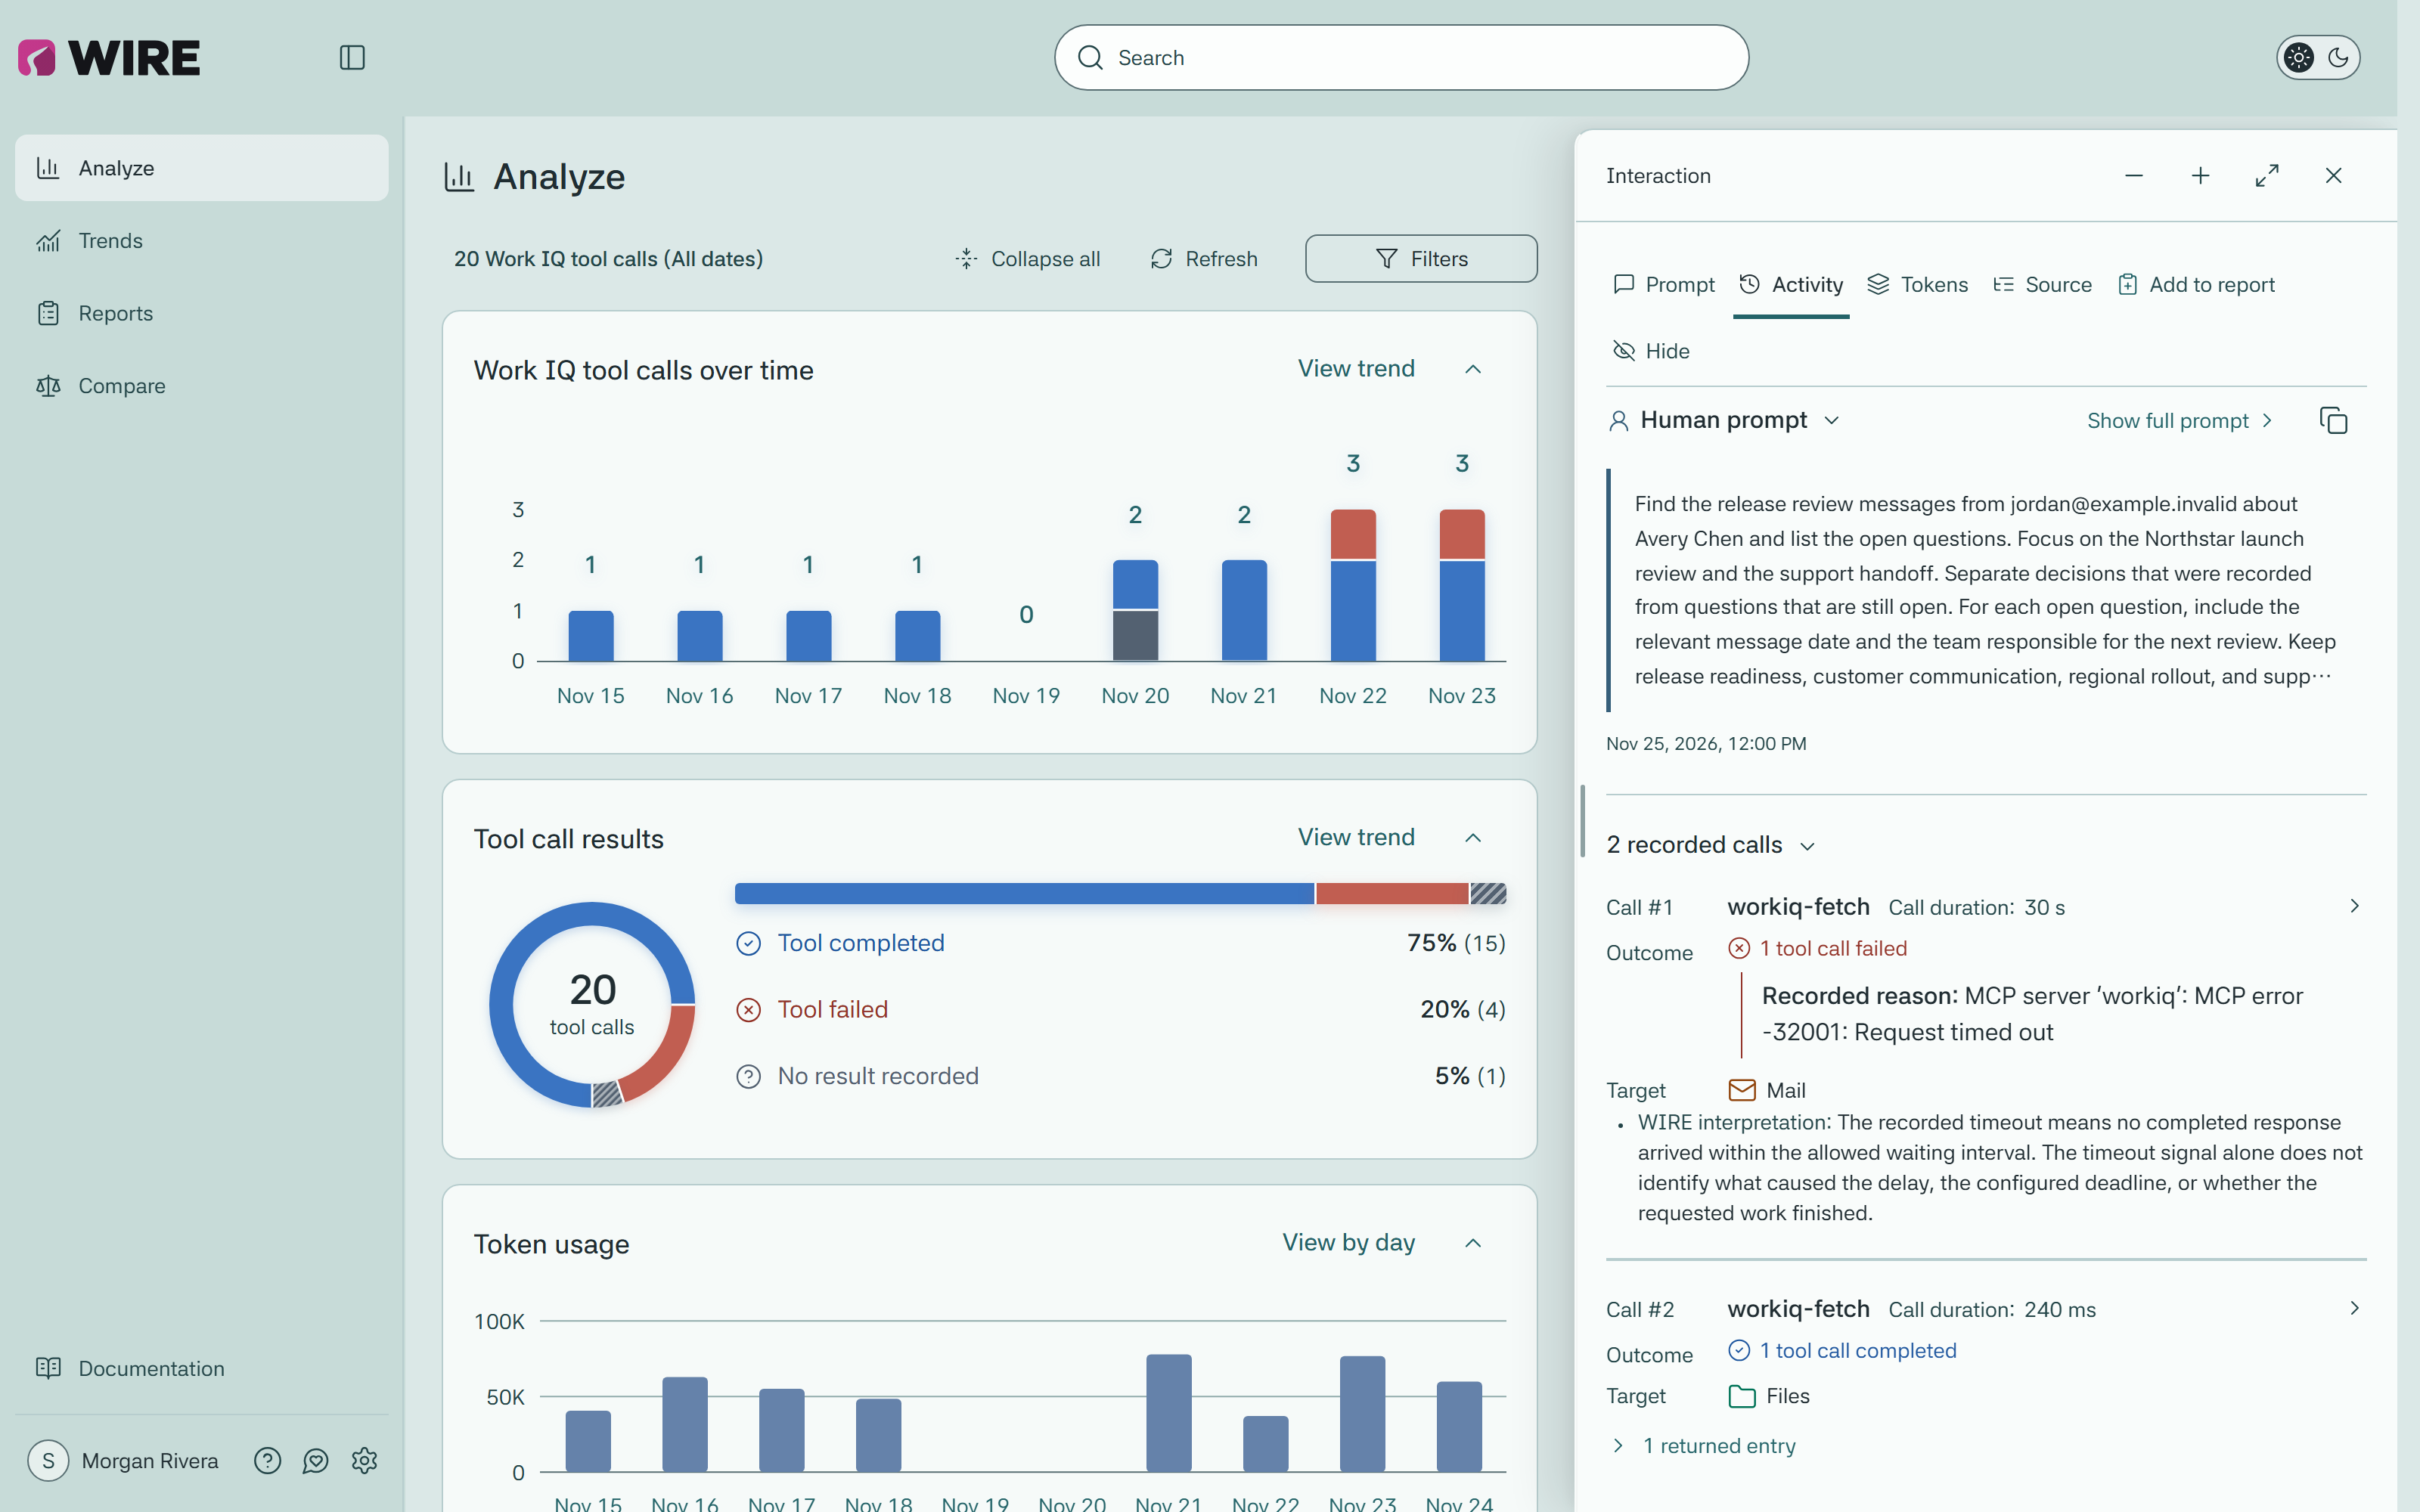 WIRE
Search
Analyze
Trends
Reports
Compare
Documentation
S
Morgan Rivera
Analyze
20 Work IQ tool calls (All dates)
Collapse all
Refresh
Filters
Work IQ tool calls over time
View trend
3
2
1
0
1
1
1
1
0
2
2
3
3
Nov 15
Nov 16
Nov 17
Nov 18
Nov 19
Nov 20
Nov 21
Nov 22
Nov 23
Tool call results
View trend
20
tool calls
Tool completed
75% (15)
Tool failed
20% (4)
No result recorded
5% (1)
Token usage
View by day
100K
50K
0
Nov 15
Nov 16
Nov 17
Nov 18
Nov 19
Nov 20
Nov 21
Nov 22
Nov 23
Nov 24
Interaction
Prompt
Activity
Tokens
Source
Add to report
Hide
Human prompt
Show full prompt
Find the release review messages from jordan@example.invalid about
Avery Chen and list the open questions. Focus on the Northstar launch
review and the support handoff. Separate decisions that were recorded
from questions that are still open. For each open question, include the
relevant message date and the team responsible for the next review. Keep
release readiness, customer communication, regional rollout, and supp···
Nov 25, 2026, 12:00 PM
2 recorded calls
Call #1
workiq-fetch
Call duration: 30 s
Outcome
1 tool call failed
Recorded reason: MCP server 'workiq': MCP error
-32001: Request timed out
Target
Mail
• WIRE interpretation: The recorded timeout means no completed response
arrived within the allowed waiting interval. The timeout signal alone does not
identify what caused the delay, the configured deadline, or whether the
requested work finished.
Call #2
workiq-fetch
Call duration: 240 ms
Outcome
1 tool call completed
Target
Files
1 returned entry